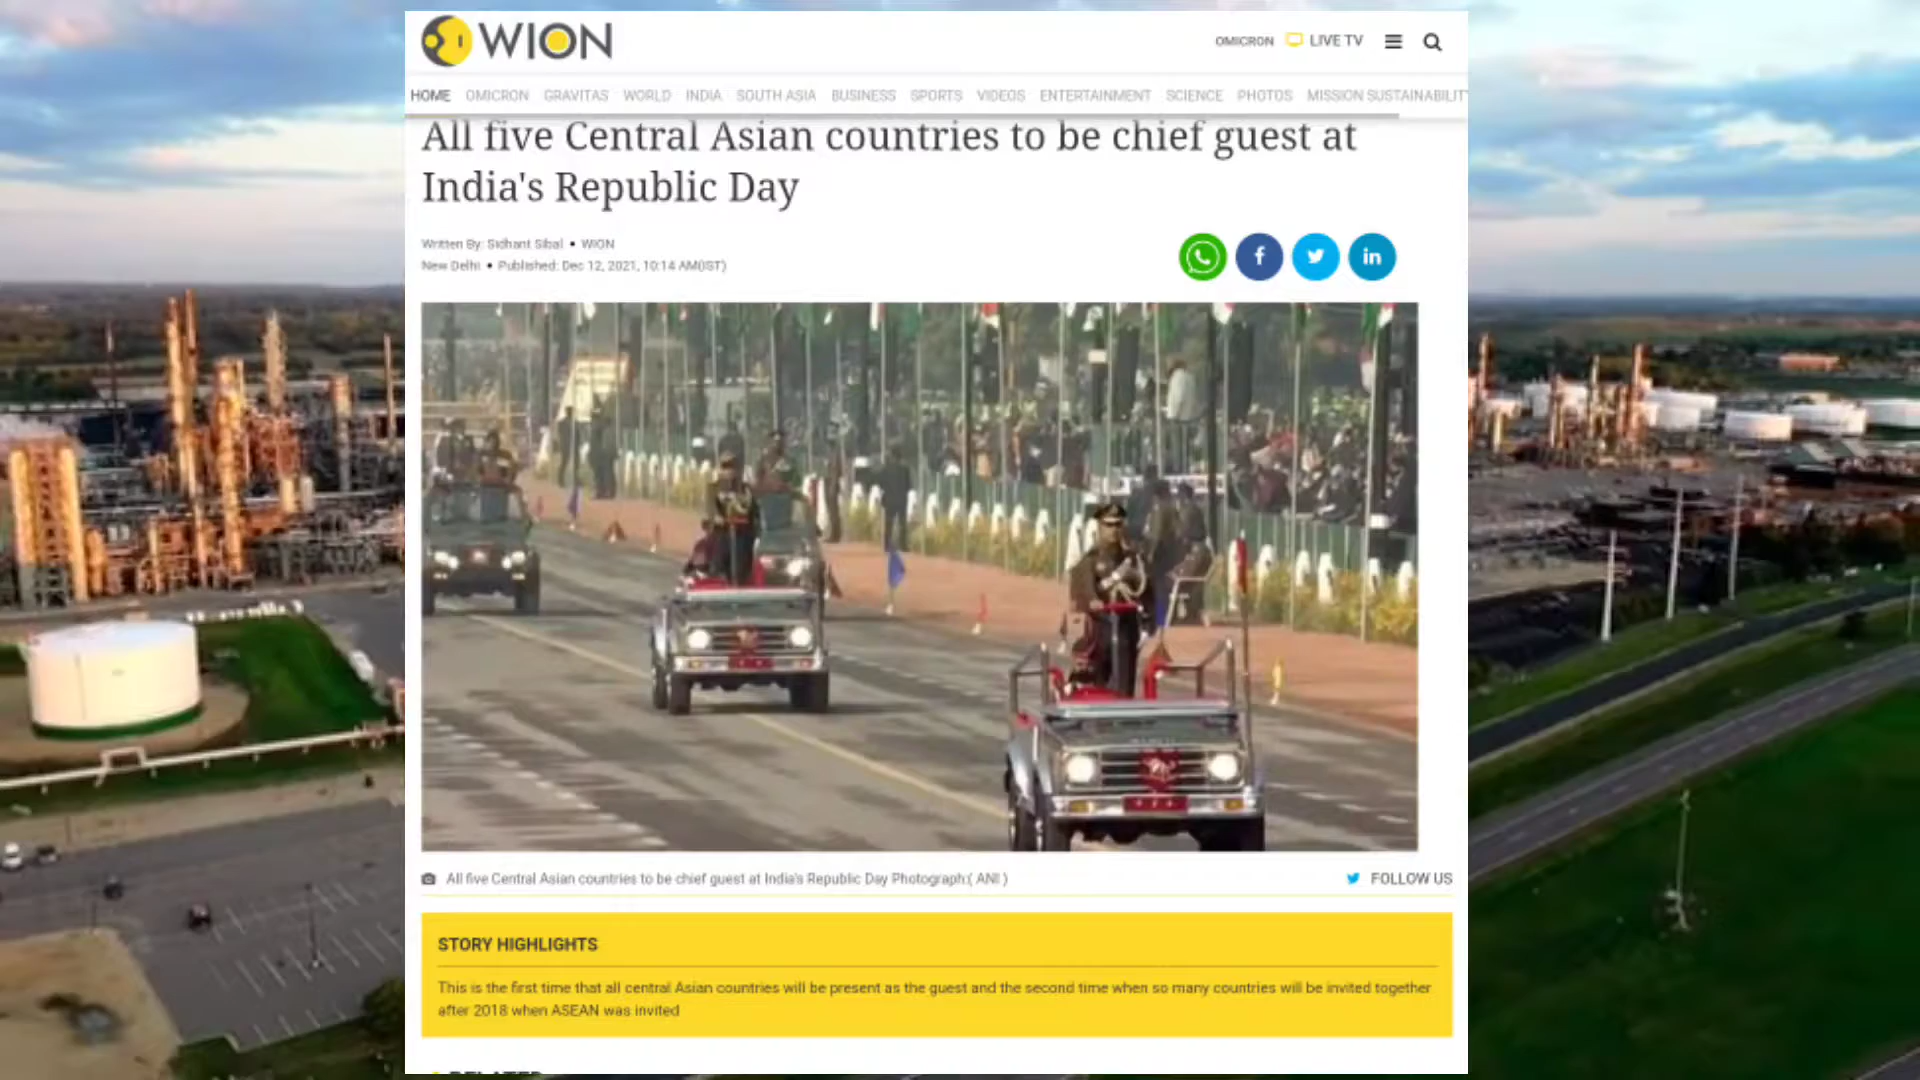 WION
OMICRON LIVE TV
HOME OMICRON GRAVITAS WORLD INDIA SOUTH ASIA BUSINESS SPORTS VIDEOS ENTERTAINMENT SCIENCE PHOTOS MISSION SUSTAINABILITY
All five Central Asian countries to be chief guest at
India's Republic Day
Written By: Sidhant Sibal • WION
New Delhi • Published: Dec 12, 2021, 10:14 AM(IST)
f
in
All five Central Asian countries to be chief guest at India's Republic Day Photograph:( ANI )
FOLLOW US
STORY HIGHLIGHTS
This is the first time that all central Asian countries will be present as the guest and the second time when so many countries will be invited together
after 2018 when ASEAN was invited
RELATED